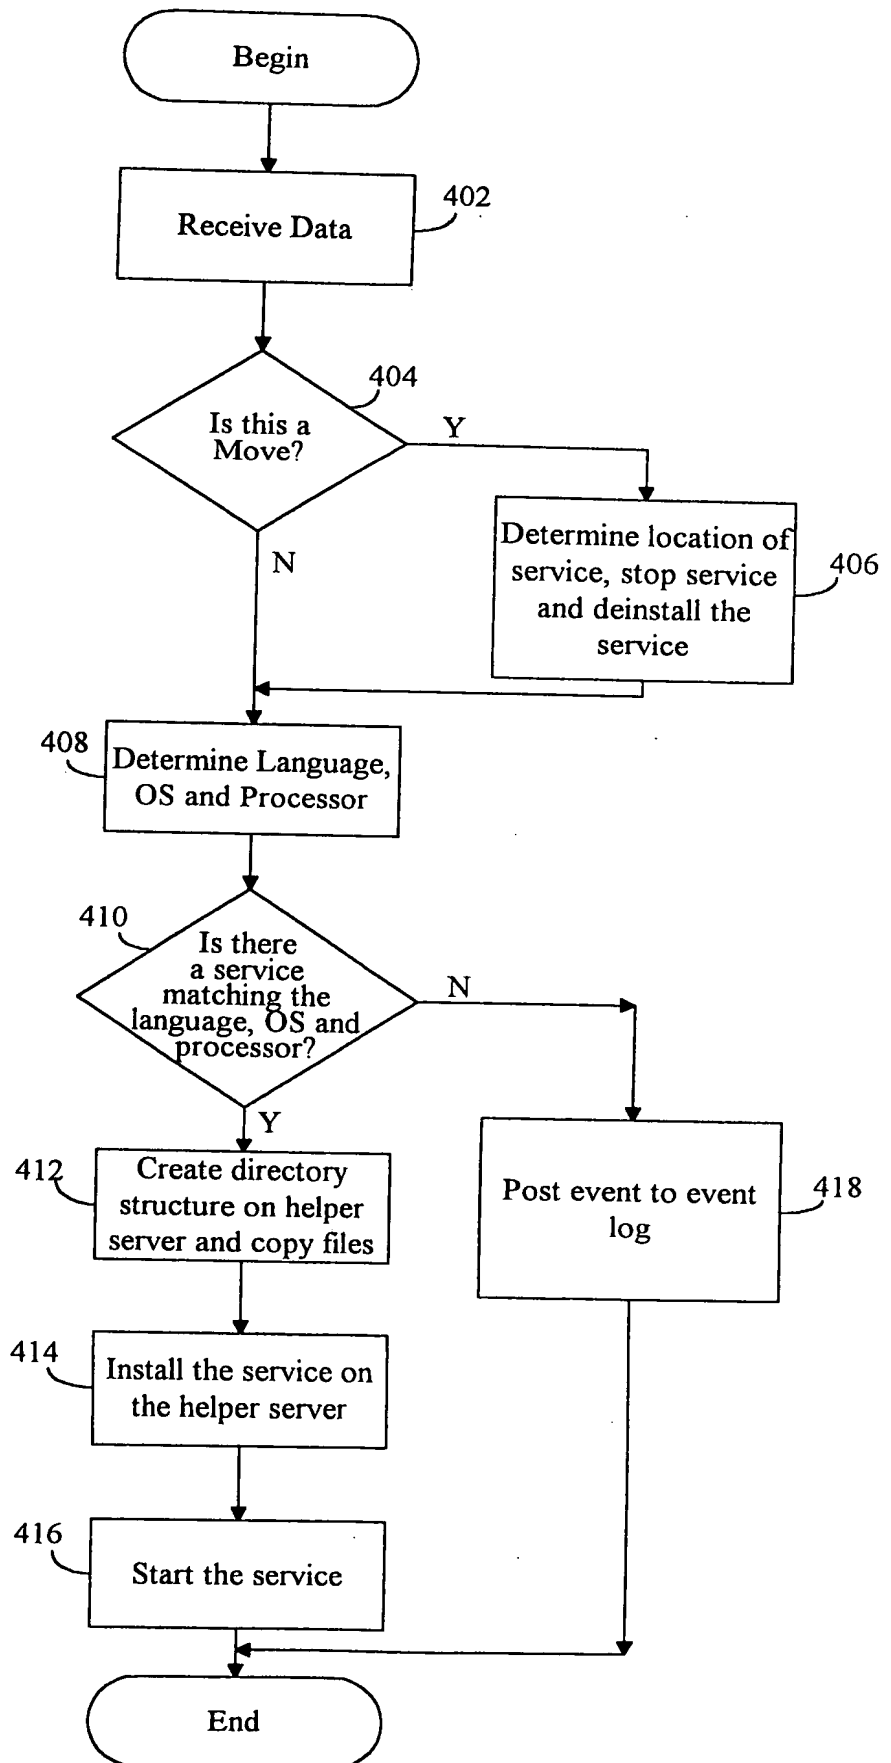 Begin
402
Receive Data
404
Is this a
Move?
Y
N
Determine location of
service, stop service
and deinstall the
service
406
408
Determine Language,
OS and Processor
410
Is there
a service
matching the
language, OS and
processor?
N
Y
412
Create directory
structure on helper
server and copy files
Post event to event
log
418
414
Install the service on
the helper server
416
Start the service
End